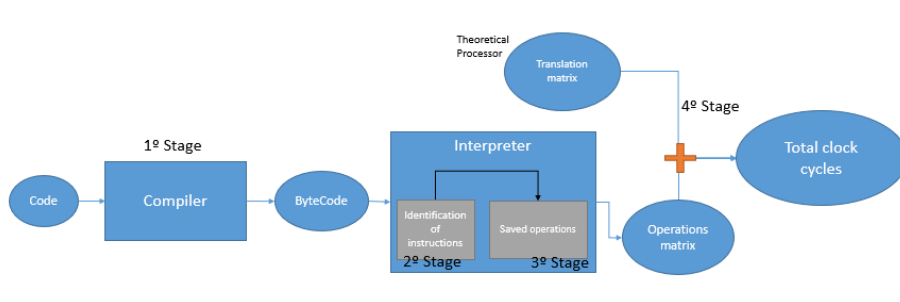 Theoretical
Processor
Translation
matrix
4º Stage
1º Stage
Interpreter
Total clock
cycles
Code
Compiler
ByteCode
Identification
of
instructions
Saved operations
Operations
matrix
2º Stage
3º Stage